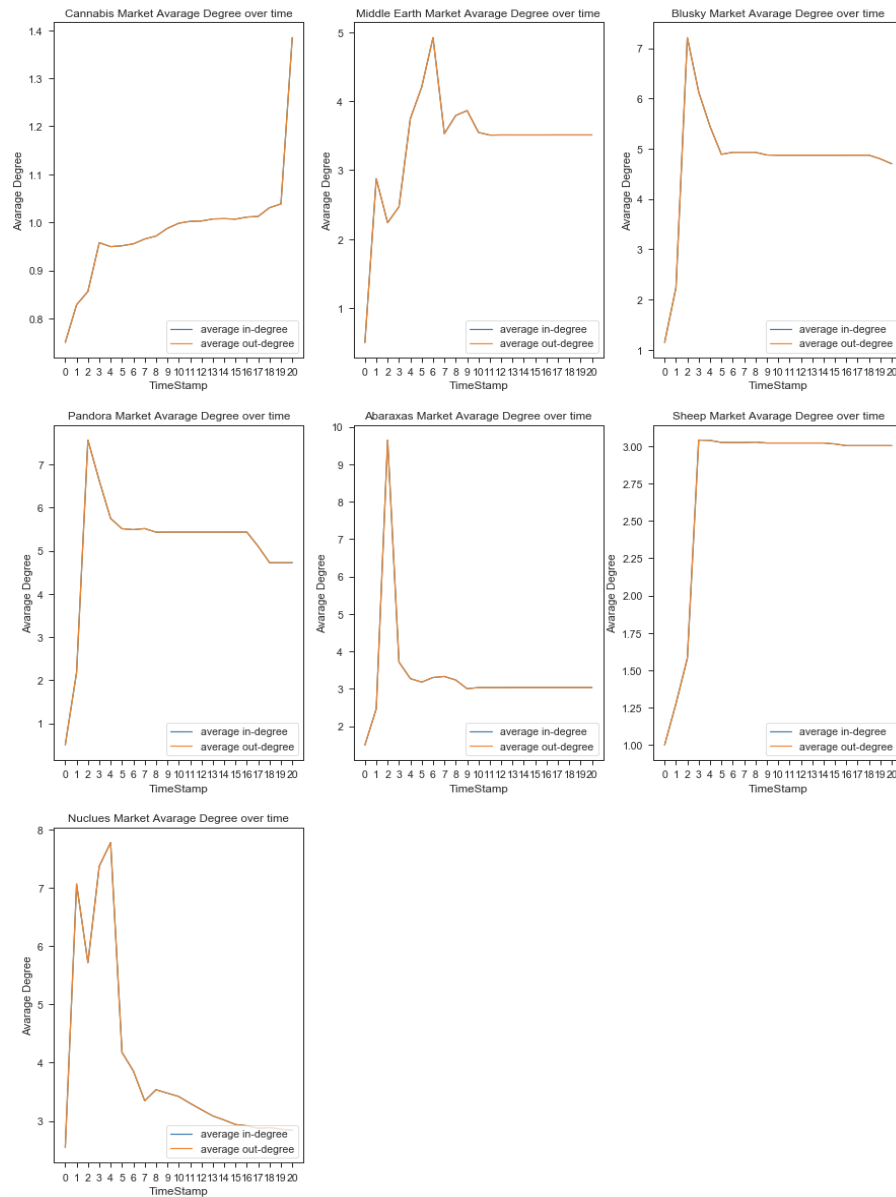 Cannabis Market Avarage Degree over time
Avarage Degree
1.4
1.3
1.2
1.1
1.0
0.9
0.8
average in-degree
average out-degree
0 1 2 3 4 5 6 7 8 9 10 11 12 13 14 15 16 17 18 19 20
TimeStamp
Middle Earth Market Avarage Degree over time
Avarage Degree
5
4
3
2
1
average in-degree
average out-degree
0 1 2 3 4 5 6 7 8 9 10 11 12 13 14 15 16 17 18 19 20
TimeStamp
Blusky Market Avarage Degree over time
Avarage Degree
7
6
5
4
3
2
1
average in-degree
average out-degree
0 1 2 3 4 5 6 7 8 9 10 11 12 13 14 15 16 17 18 19 20
TimeStamp
Pandora Market Avarage Degree over time
Avarage Degree
7
6
5
4
3
2
1
average in-degree
average out-degree
0 1 2 3 4 5 6 7 8 9 10 11 12 13 14 15 16 17 18 19 20
TimeStamp
Abaraxas Market Avarage Degree over time
Avarage Degree
10
9
8
7
6
5
4
3
2
average in-degree
average out-degree
0 1 2 3 4 5 6 7 8 9 10 11 12 13 14 15 16 17 18 19 20
TimeStamp
Sheep Market Avarage Degree over time
Avarage Degree
3.00
2.75
2.50
2.25
2.00
1.75
1.50
1.25
1.00
average in-degree
average out-degree
0 1 2 3 4 5 6 7 8 9 10 11 12 13 14 15 16 17 18 19 20
TimeStamp
Nuclues Market Avarage Degree over time
Avarage Degree
8
7
6
5
4
3
average in-degree
average out-degree
0 1 2 3 4 5 6 7 8 9 10 11 12 13 14 15 16 17 18 19 20
TimeStamp